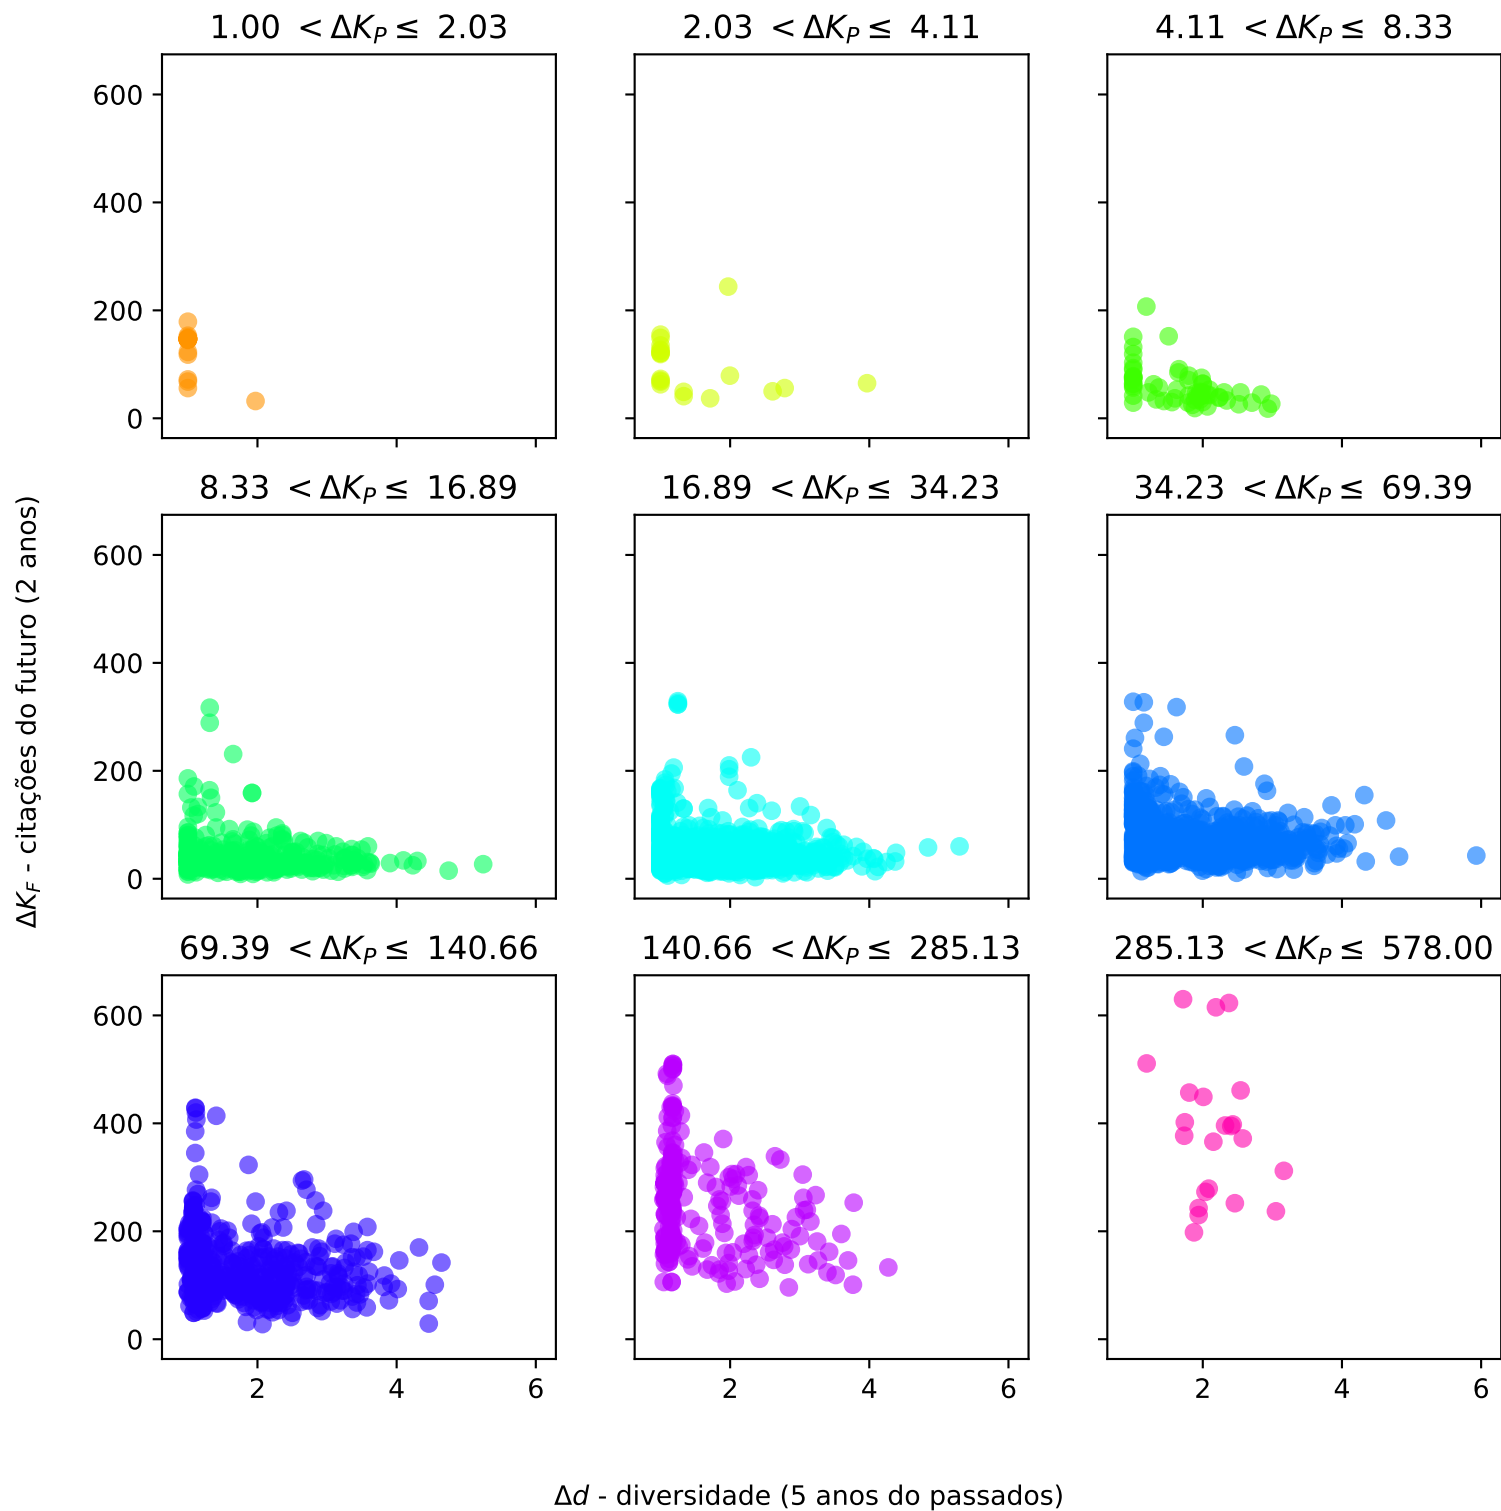 1.00 < ΔK_P ≤ 2.03
2.03 < ΔK_P ≤ 4.11
4.11 < ΔK_P ≤ 8.33
600
400
200
0
8.33 < ΔK_P ≤ 16.89
16.89 < ΔK_P ≤ 34.23
34.23 < ΔK_P ≤ 69.39
600
400
200
0
ΔK_F - citações do futuro (2 anos)
69.39 < ΔK_P ≤ 140.66
140.66 < ΔK_P ≤ 285.13
285.13 < ΔK_P ≤ 578.00
600
400
200
0
2 4 6
2 4 6
2 4 6
Δd - diversidade (5 anos do passados)